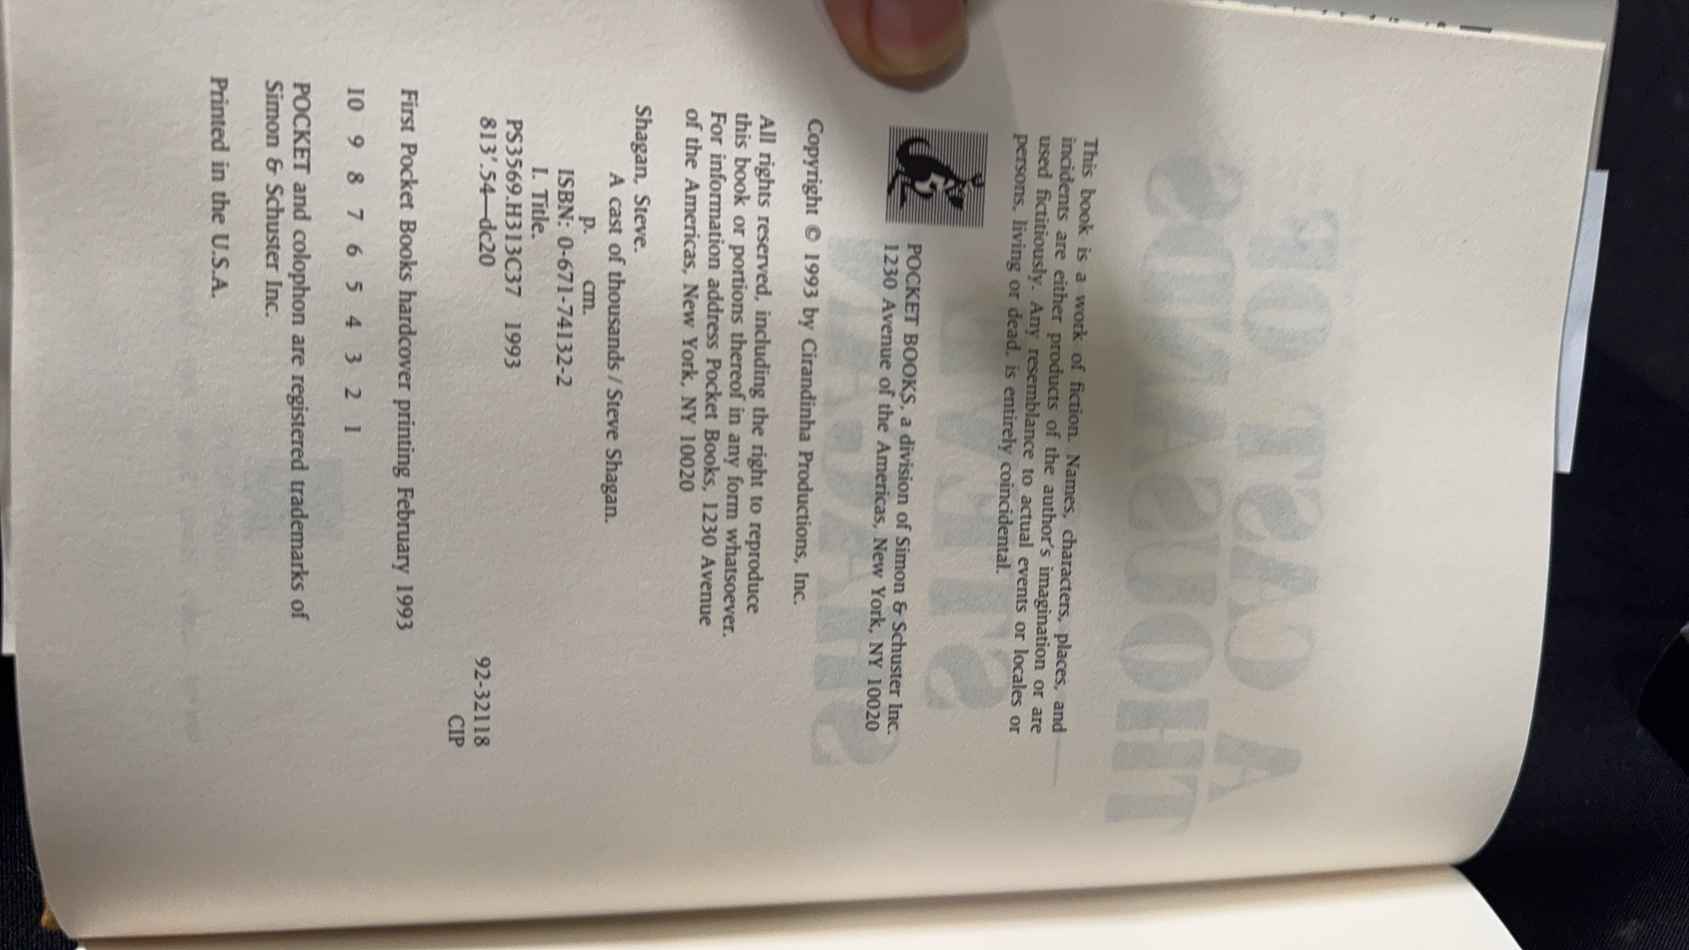 This book is a work of fiction. Names, characters, places, and
incidents are either products of the author's imagination or are
used fictitiously. Any resemblance to actual events or locales or
persons, living or dead, is entirely coincidental.
POCKET BOOKS, a division of Simon & Schuster Inc.
1230 Avenue of the Americas, New York, NY 10020
Copyright © 1993 by Cirandinha Productions, Inc.
All rights reserved, including the right to reproduce
this book or portions thereof in any form whatsoever.
For information address Pocket Books, 1230 Avenue
of the Americas, New York, NY 10020
Shagan, Steve.
A cast of thousands / Steve Shagan.
p. cm.
ISBN: 0-671-74132-2
I. Title.
PS3569.H313C37 1993
813'.54—dc20
92-32118
CIP
First Pocket Books hardcover printing February 1993
10 9 8 7 6 5 4 3 2 1
POCKET and colophon are registered trademarks of
Simon & Schuster Inc.
Printed in the U.S.A.